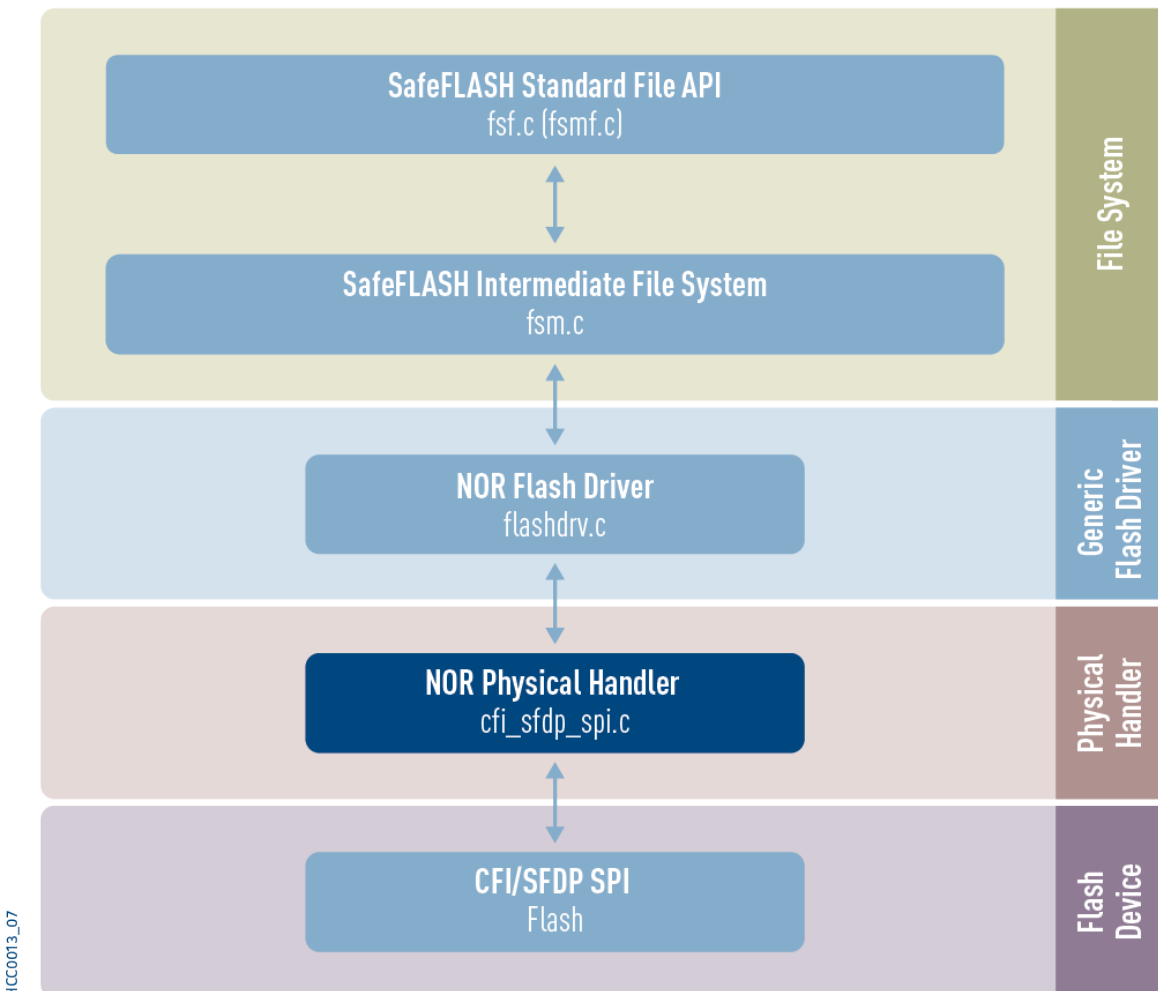 SafeFLASH Standard File API
fsf.c (fsmf.c)
SafeFLASH Intermediate File System
fsm.c
File System
NOR Flash Driver
flashdrv.c
Generic
Flash Driver
NOR Physical Handler
cfi_sfdp_spi.c
Physical
Handler
CFI/SFDP SPI
Flash
Flash
Device
HCC0013_07